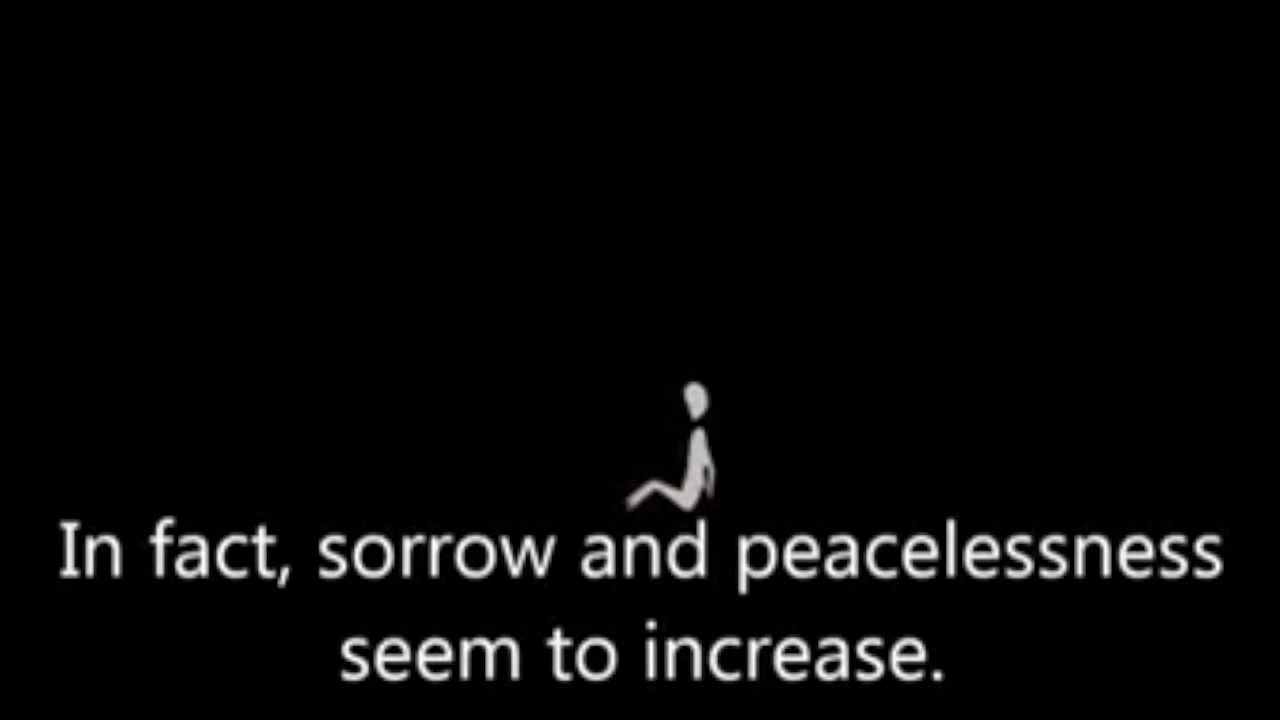 In fact, sorrow and peacelessness
seem to increase.